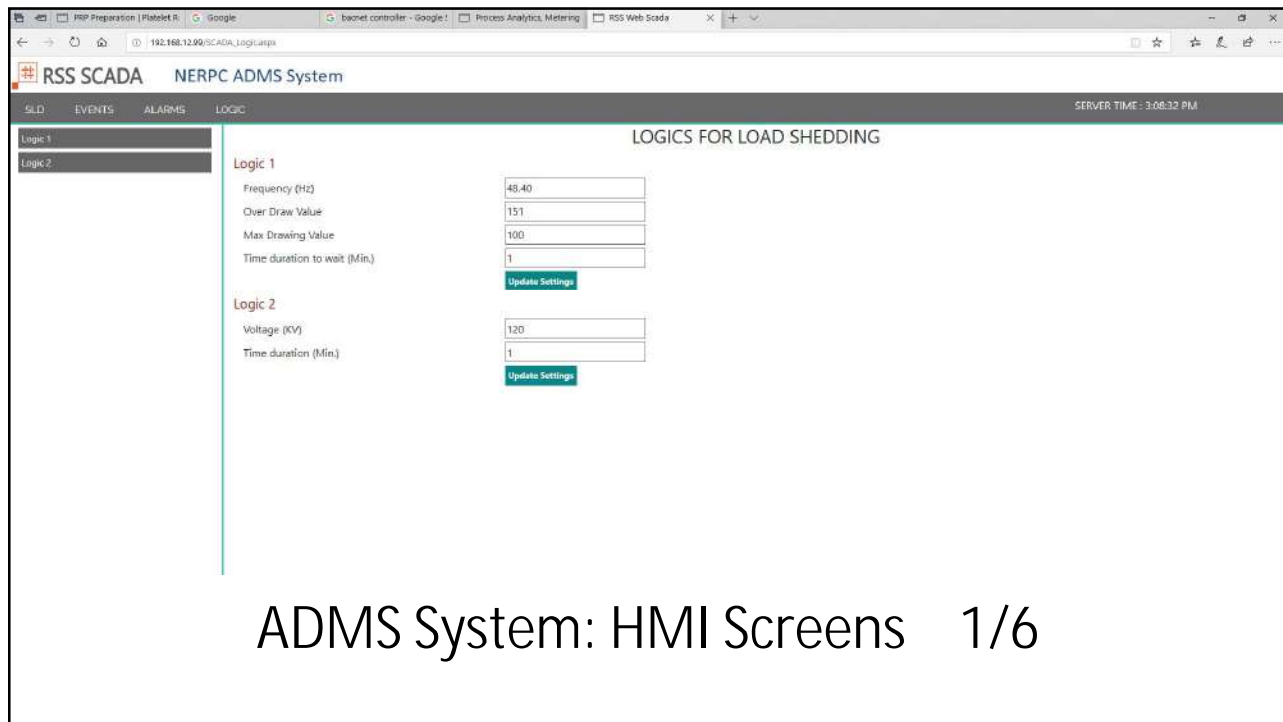 PRP Preparation | Platelet R Google bacnet controller - Google S Process Analytics, Metering RSS Web Scada
192.168.12.99/SCADA_Logic.aspx
RSS SCADA NERPC ADMS System
SLD EVENTS ALARMS LOGIC SERVER TIME : 3:08:32 PM
Logic 1
Logic 2
LOGICS FOR LOAD SHEDDING
Logic 1
Frequency (Hz) 48.40
Over Draw Value 151
Max Drawing Value 100
Time duration to wait (Min.) 1
Update Settings
Logic 2
Voltage (KV) 120
Time duration (Min.) 1
Update Settings
ADMS System: HMI Screens 1/6